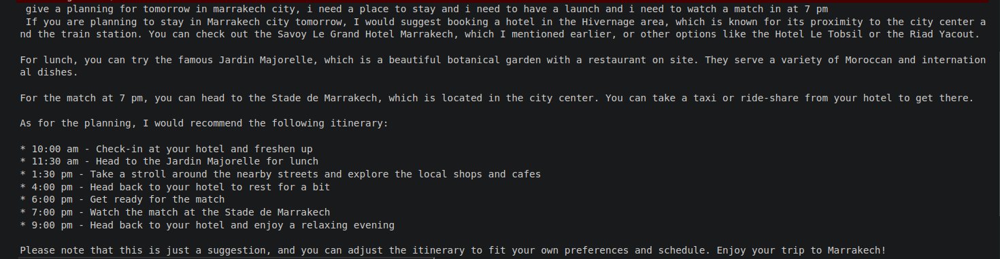 give a planning for tomorrow in marrakech city, i need a place to stay and i need to have a launch and i need to watch a match in at 7 pm
If you are planning to stay in Marrakech city tomorrow, I would suggest booking a hotel in the Hivernage area, which is known for its proximity to the city center a
nd the train station. You can check out the Savoy Le Grand Hotel Marrakech, which I mentioned earlier, or other options like the Hotel Le Tobsil or the Riad Yacout.
For lunch, you can try the famous Jardin Majorelle, which is a beautiful botanical garden with a restaurant on site. They serve a variety of Moroccan and internation
al dishes.
For the match at 7 pm, you can head to the Stade de Marrakech, which is located in the city center. You can take a taxi or ride-share from your hotel to get there.
As for the planning, I would recommend the following itinerary:
* 10:00 am - Check-in at your hotel and freshen up
* 11:30 am - Head to the Jardin Majorelle for lunch
* 1:30 pm - Take a stroll around the nearby streets and explore the local shops and cafes
* 4:00 pm - Head back to your hotel to rest for a bit
* 6:00 pm - Get ready for the match
* 7:00 pm - Watch the match at the Stade de Marrakech
* 9:00 pm - Head back to your hotel and enjoy a relaxing evening
Please note that this is just a suggestion, and you can adjust the itinerary to fit your own preferences and schedule. Enjoy your trip to Marrakech!